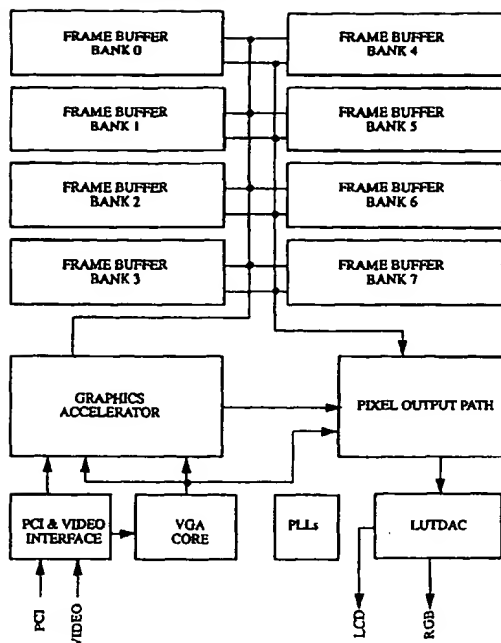 FRAME BUFFER
BANK 0
FRAME BUFFER
BANK 4
FRAME BUFFER
BANK 1
FRAME BUFFER
BANK 5
FRAME BUFFER
BANK 2
FRAME BUFFER
BANK 6
FRAME BUFFER
BANK 3
FRAME BUFFER
BANK 7
GRAPHICS
ACCELERATOR
PIXEL OUTPUT PATH
PCI & VIDEO
INTERFACE
VGA
CORE
PLLs
LUTDAC
PCI
VIDEO
LCD
RGB